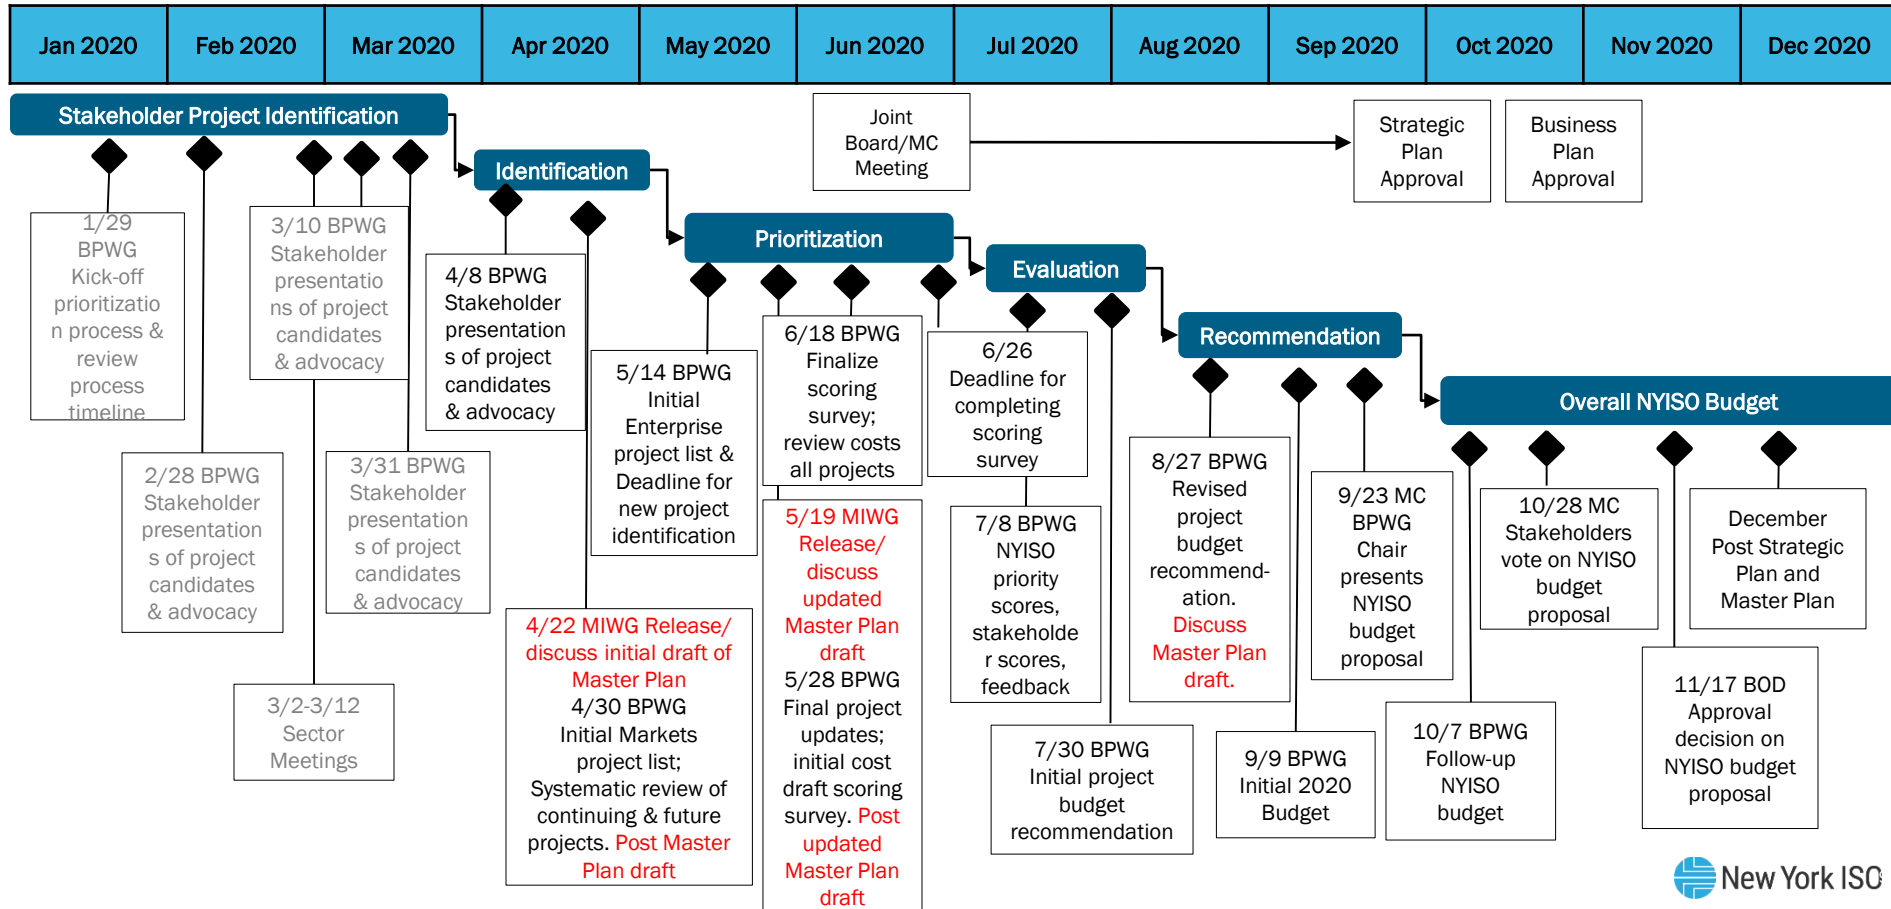 Jan 2020
Feb 2020
Mar 2020
Apr 2020
May 2020
Jun 2020
Jul 2020
Aug 2020
Sep 2020
Oct 2020
Nov 2020
Dec 2020
Stakeholder Project Identification
Identification
Prioritization
Evaluation
Recommendation
Overall NYISO Budget
Joint
Board/MC
Meeting
Strategic
Plan
Approval
Business
Plan
Approval
1/29
BPWG
Kick-off
prioritizatio
n process &
review
process
timeline
2/28 BPWG
Stakeholder
presentation
s of project
candidates
& advocacy
3/10 BPWG
Stakeholder
presentatio
ns of project
candidates
& advocacy
3/2-3/12
Sector
Meetings
3/31 BPWG
Stakeholder
presentation
s of project
candidates
& advocacy
4/8 BPWG
Stakeholder
presentation
s of project
candidates
& advocacy
4/22 MIWG Release/
discuss initial draft of
Master Plan
4/30 BPWG
Initial Markets
project list;
Systematic review of
continuing & future
projects. Post Master
Plan draft
5/14 BPWG
Initial
Enterprise
project list &
Deadline for
new project
identification
6/18 BPWG
Finalize
scoring
survey;
review costs
all projects
5/19 MIWG
Release/
discuss
updated
Master Plan
draft
5/28 BPWG
Final project
updates;
initial cost
draft scoring
survey. Post
updated
Master Plan
draft
6/26
Deadline for
completing
scoring
survey
7/8 BPWG
NYISO
priority
scores,
stakeholde
r scores,
feedback
7/30 BPWG
Initial project
budget
recommendation
8/27 BPWG
Revised
project
budget
recommend-
ation.
Discuss
Master Plan
draft.
9/9 BPWG
Initial 2020
Budget
9/23 MC
BPWG
Chair
presents
NYISO
budget
proposal
10/7 BPWG
Follow-up
NYISO
budget
10/28 MC
Stakeholders
vote on NYISO
budget
proposal
11/17 BOD
Approval
decision on
NYISO budget
proposal
December
Post Strategic
Plan and
Master Plan
New York ISO